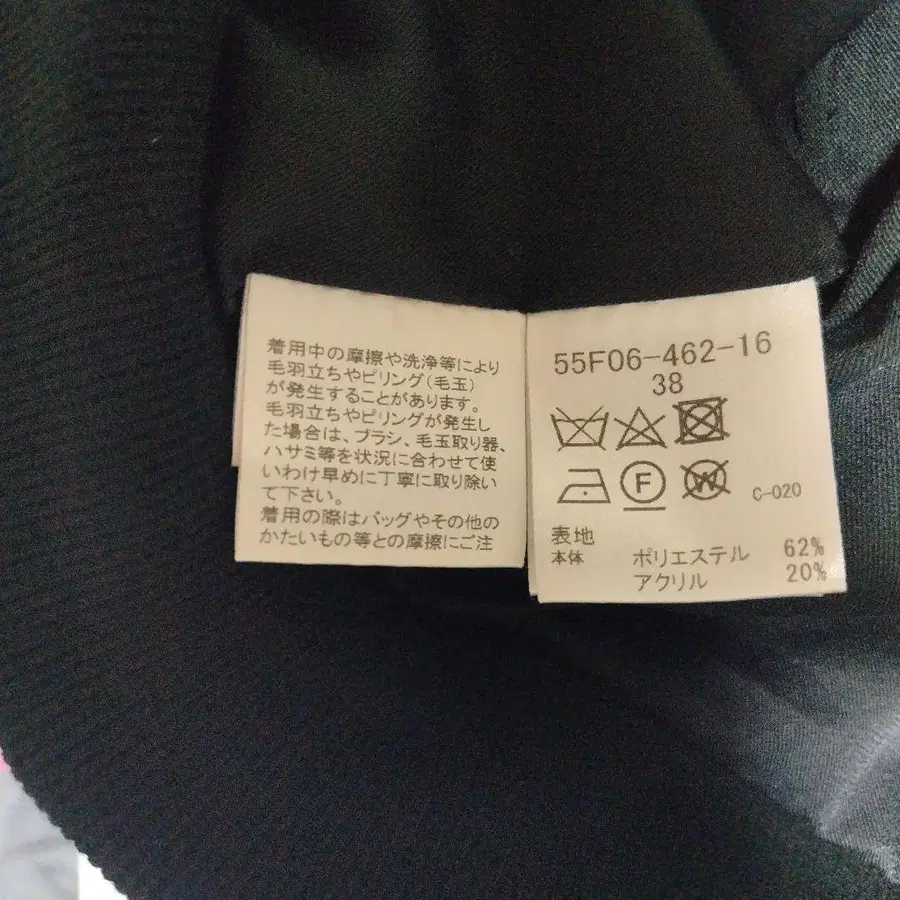 着用中の摩擦や洗浄等により
毛羽立ちやピリング(毛玉)
が発生することがあります。
毛羽立ちやピリングが発生し
た場合は、ブラシ、毛玉取り器、
ハサミ等を状況に合わせて使
いわけ早めに丁寧に取り除い
て下さい。
着用の際はバッグやその他の
かたいもの等との摩擦にご注
55F06-462-16
38
F
W
C-020
表地
本体 ポリエステル 62%
アクリル 20%